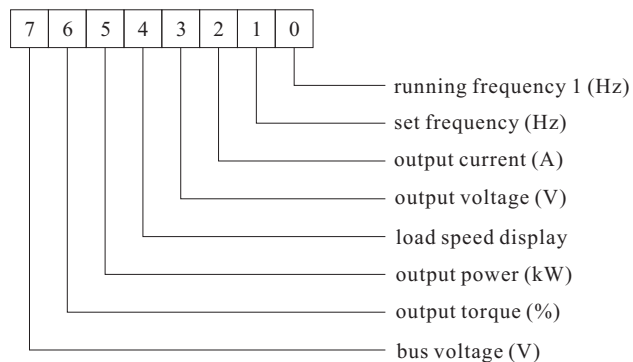 7 6 5 4 3 2 1 0
running frequency 1 (Hz)
set frequency (Hz)
output current (A)
output voltage (V)
load speed display
output power (kW)
output torque (%)
bus voltage (V)